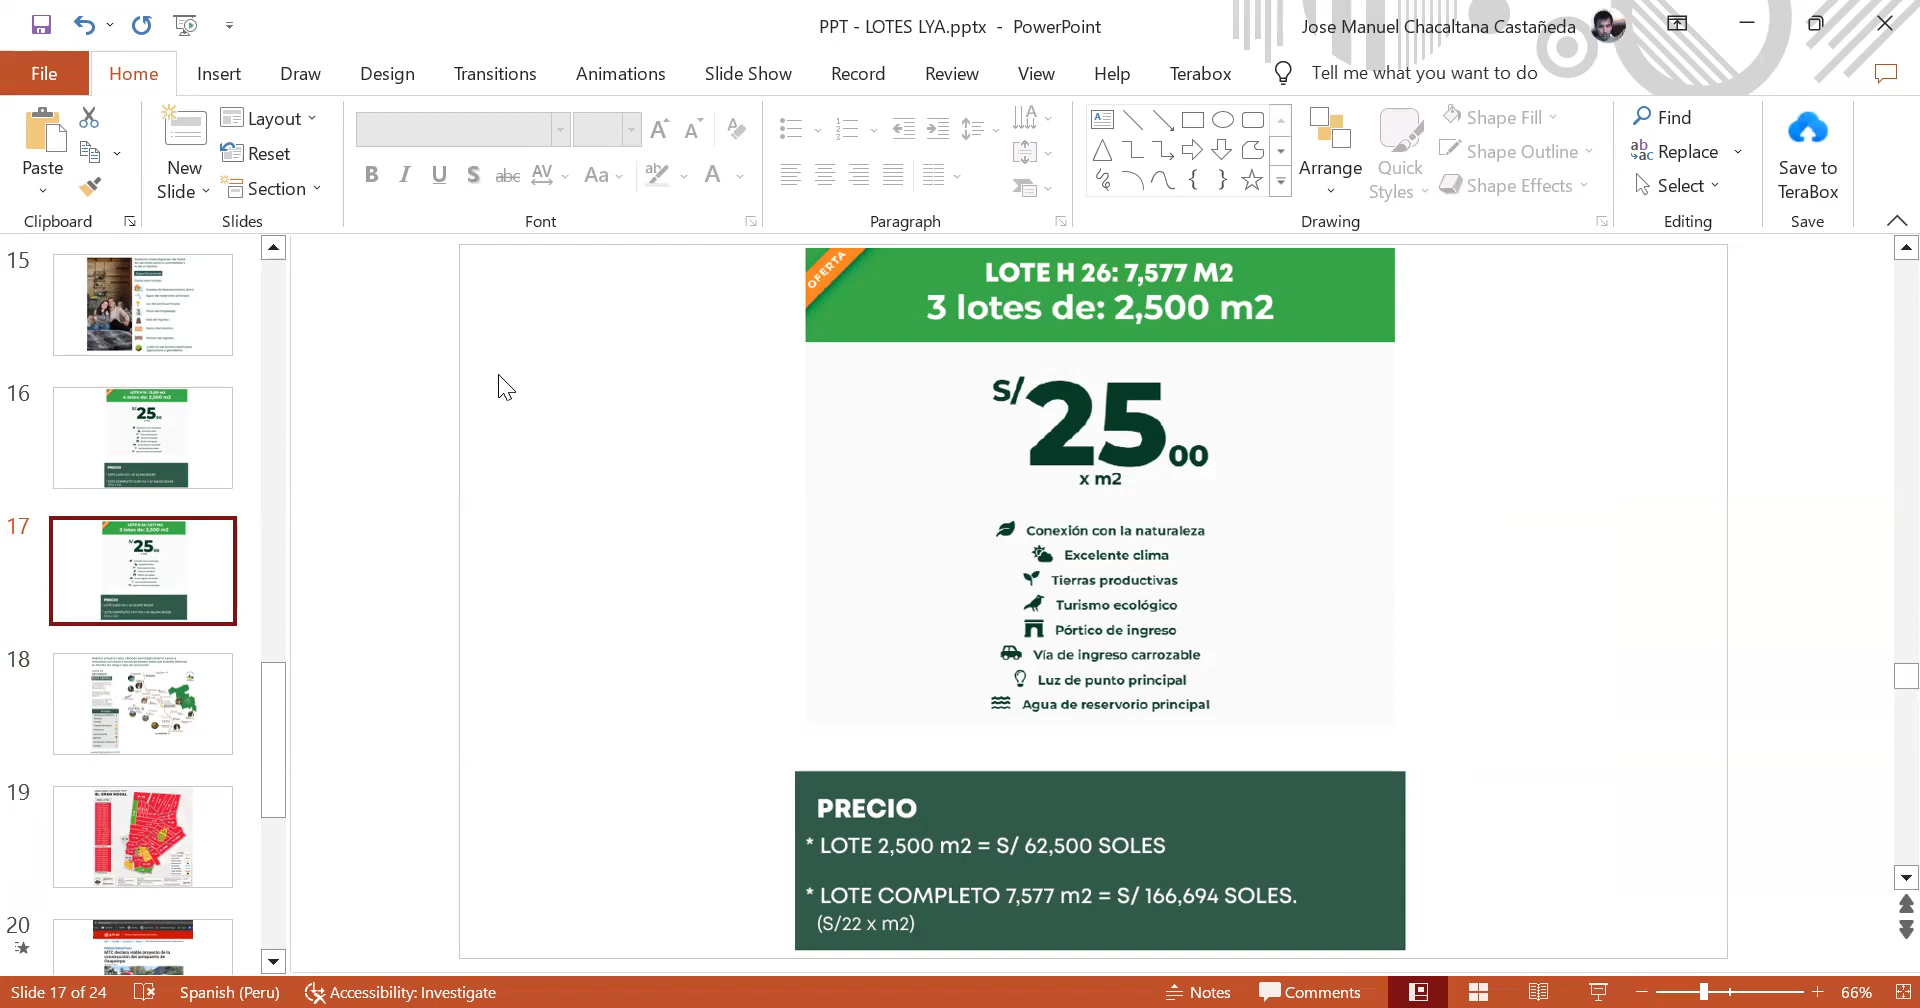 PPT - LOTES LYA.pptx - PowerPoint
Jose Manuel Chacaltana Castañeda
File Home Insert Draw Design Transitions Animations Slide Show Record Review View Help Terabox Tell me what you want to do
Paste
Clipboard
New Slide
Layout
Reset
Section
Slides
Font
Paragraph
Arrange
Quick Styles
Shape Fill
Shape Outline
Shape Effects
Drawing
Find
Replace
Select
Editing
Save to TeraBox
Save
15
16
17
18
19
20
OFERTA
LOTE H 26: 7,577 M2
3 lotes de: 2,500 m2
S/ 25 00
x m2
Conexión con la naturaleza
Excelente clima
Tierras productivas
Turismo ecológico
Pórtico de ingreso
Vía de ingreso carrozable
Luz de punto principal
Agua de reservorio principal
PRECIO
* LOTE 2,500 m2 = S/ 62,500 SOLES
* LOTE COMPLETO 7,577 m2 = S/ 166,694 SOLES.
(S/22 x m2)
Slide 17 of 24 Spanish (Peru) Accessibility: Investigate Notes Comments 66%